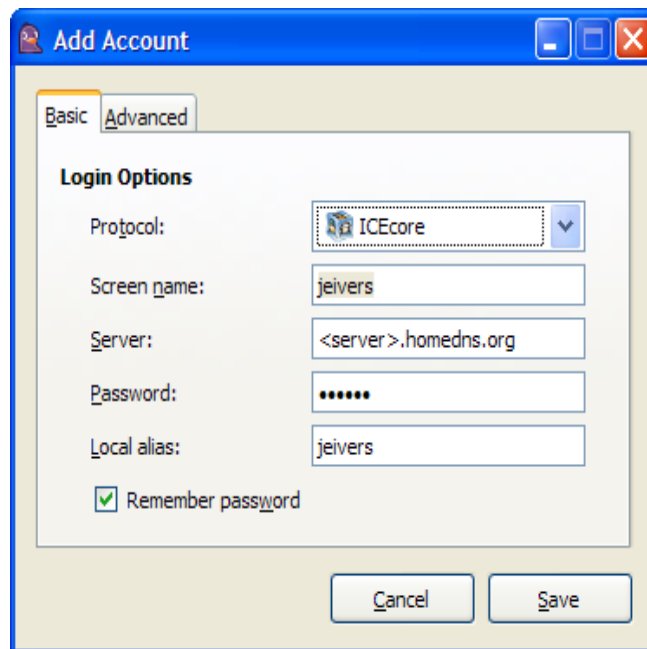 Add Account
Basic Advanced
Login Options
Protocol: ICEcore
Screen name: jeivers
Server: <server>.homedns.org
Password: ••••••
Local alias: jeivers
Remember password
Cancel Save